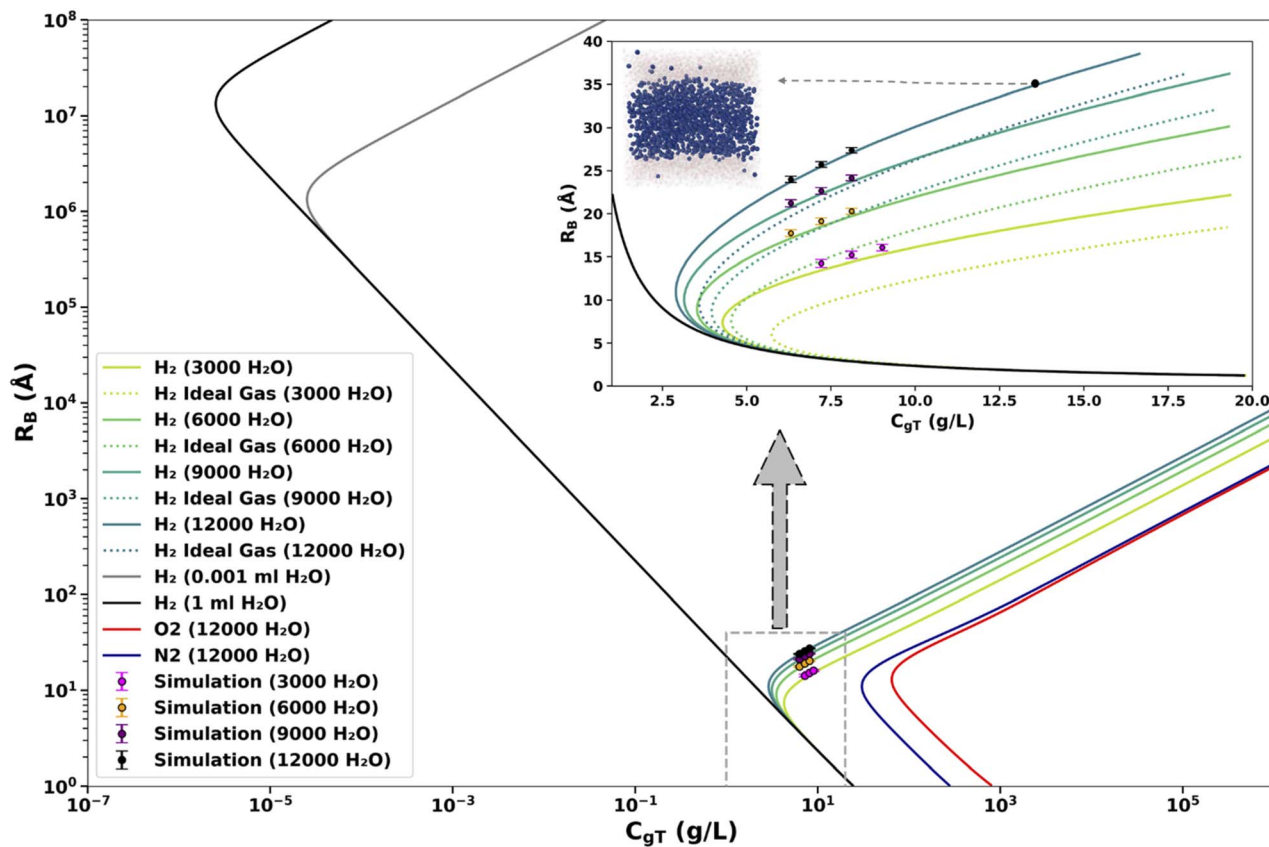 10⁸
10⁷
10⁶
10⁵
10⁴
10³
10²
10¹
10⁰
R_B (Å)
10⁻⁷
10⁻⁵
10⁻³
10⁻¹
10¹
10³
10⁵
C_gT (g/L)
H₂ (3000 H₂O)
H₂ Ideal Gas (3000 H₂O)
H₂ (6000 H₂O)
H₂ Ideal Gas (6000 H₂O)
H₂ (9000 H₂O)
H₂ Ideal Gas (9000 H₂O)
H₂ (12000 H₂O)
H₂ Ideal Gas (12000 H₂O)
H₂ (0.001 ml H₂O)
H₂ (1 ml H₂O)
O2 (12000 H₂O)
N2 (12000 H₂O)
Simulation (3000 H₂O)
Simulation (6000 H₂O)
Simulation (9000 H₂O)
Simulation (12000 H₂O)
40
35
30
25
20
15
10
5
0
R_B (Å)
2.5
5.0
7.5
10.0
12.5
15.0
17.5
20.0
C_gT (g/L)